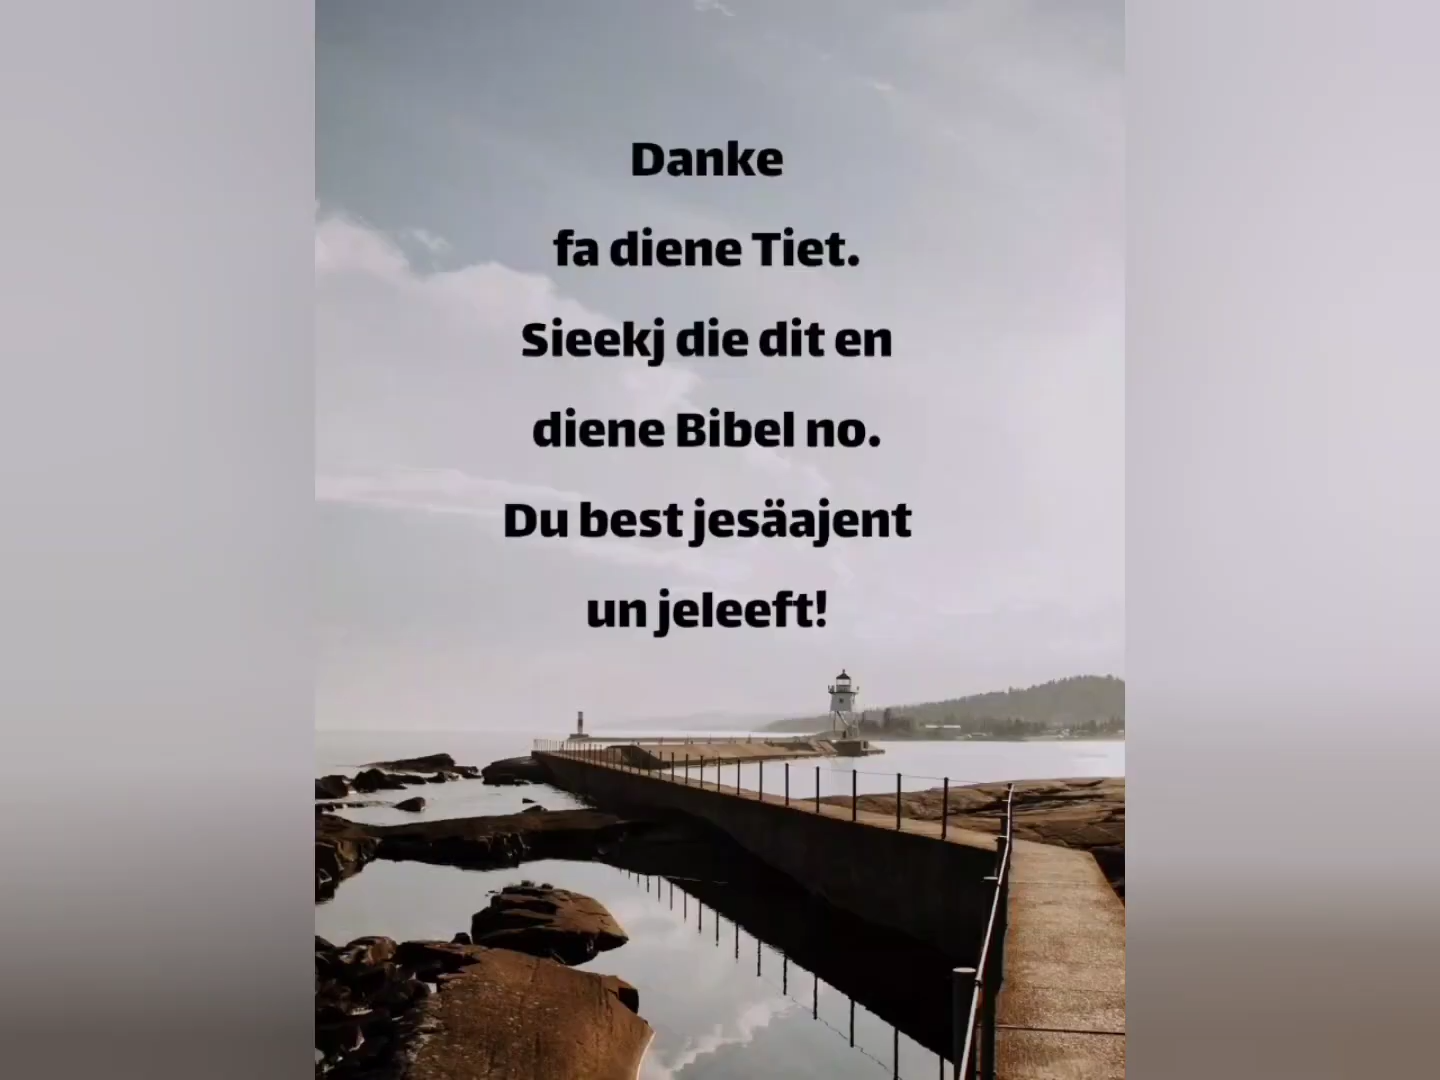 Danke
fa diene Tiet.
Sieekj die dit en
diene Bibel no.
Du best jesäajent
un jeleeft!